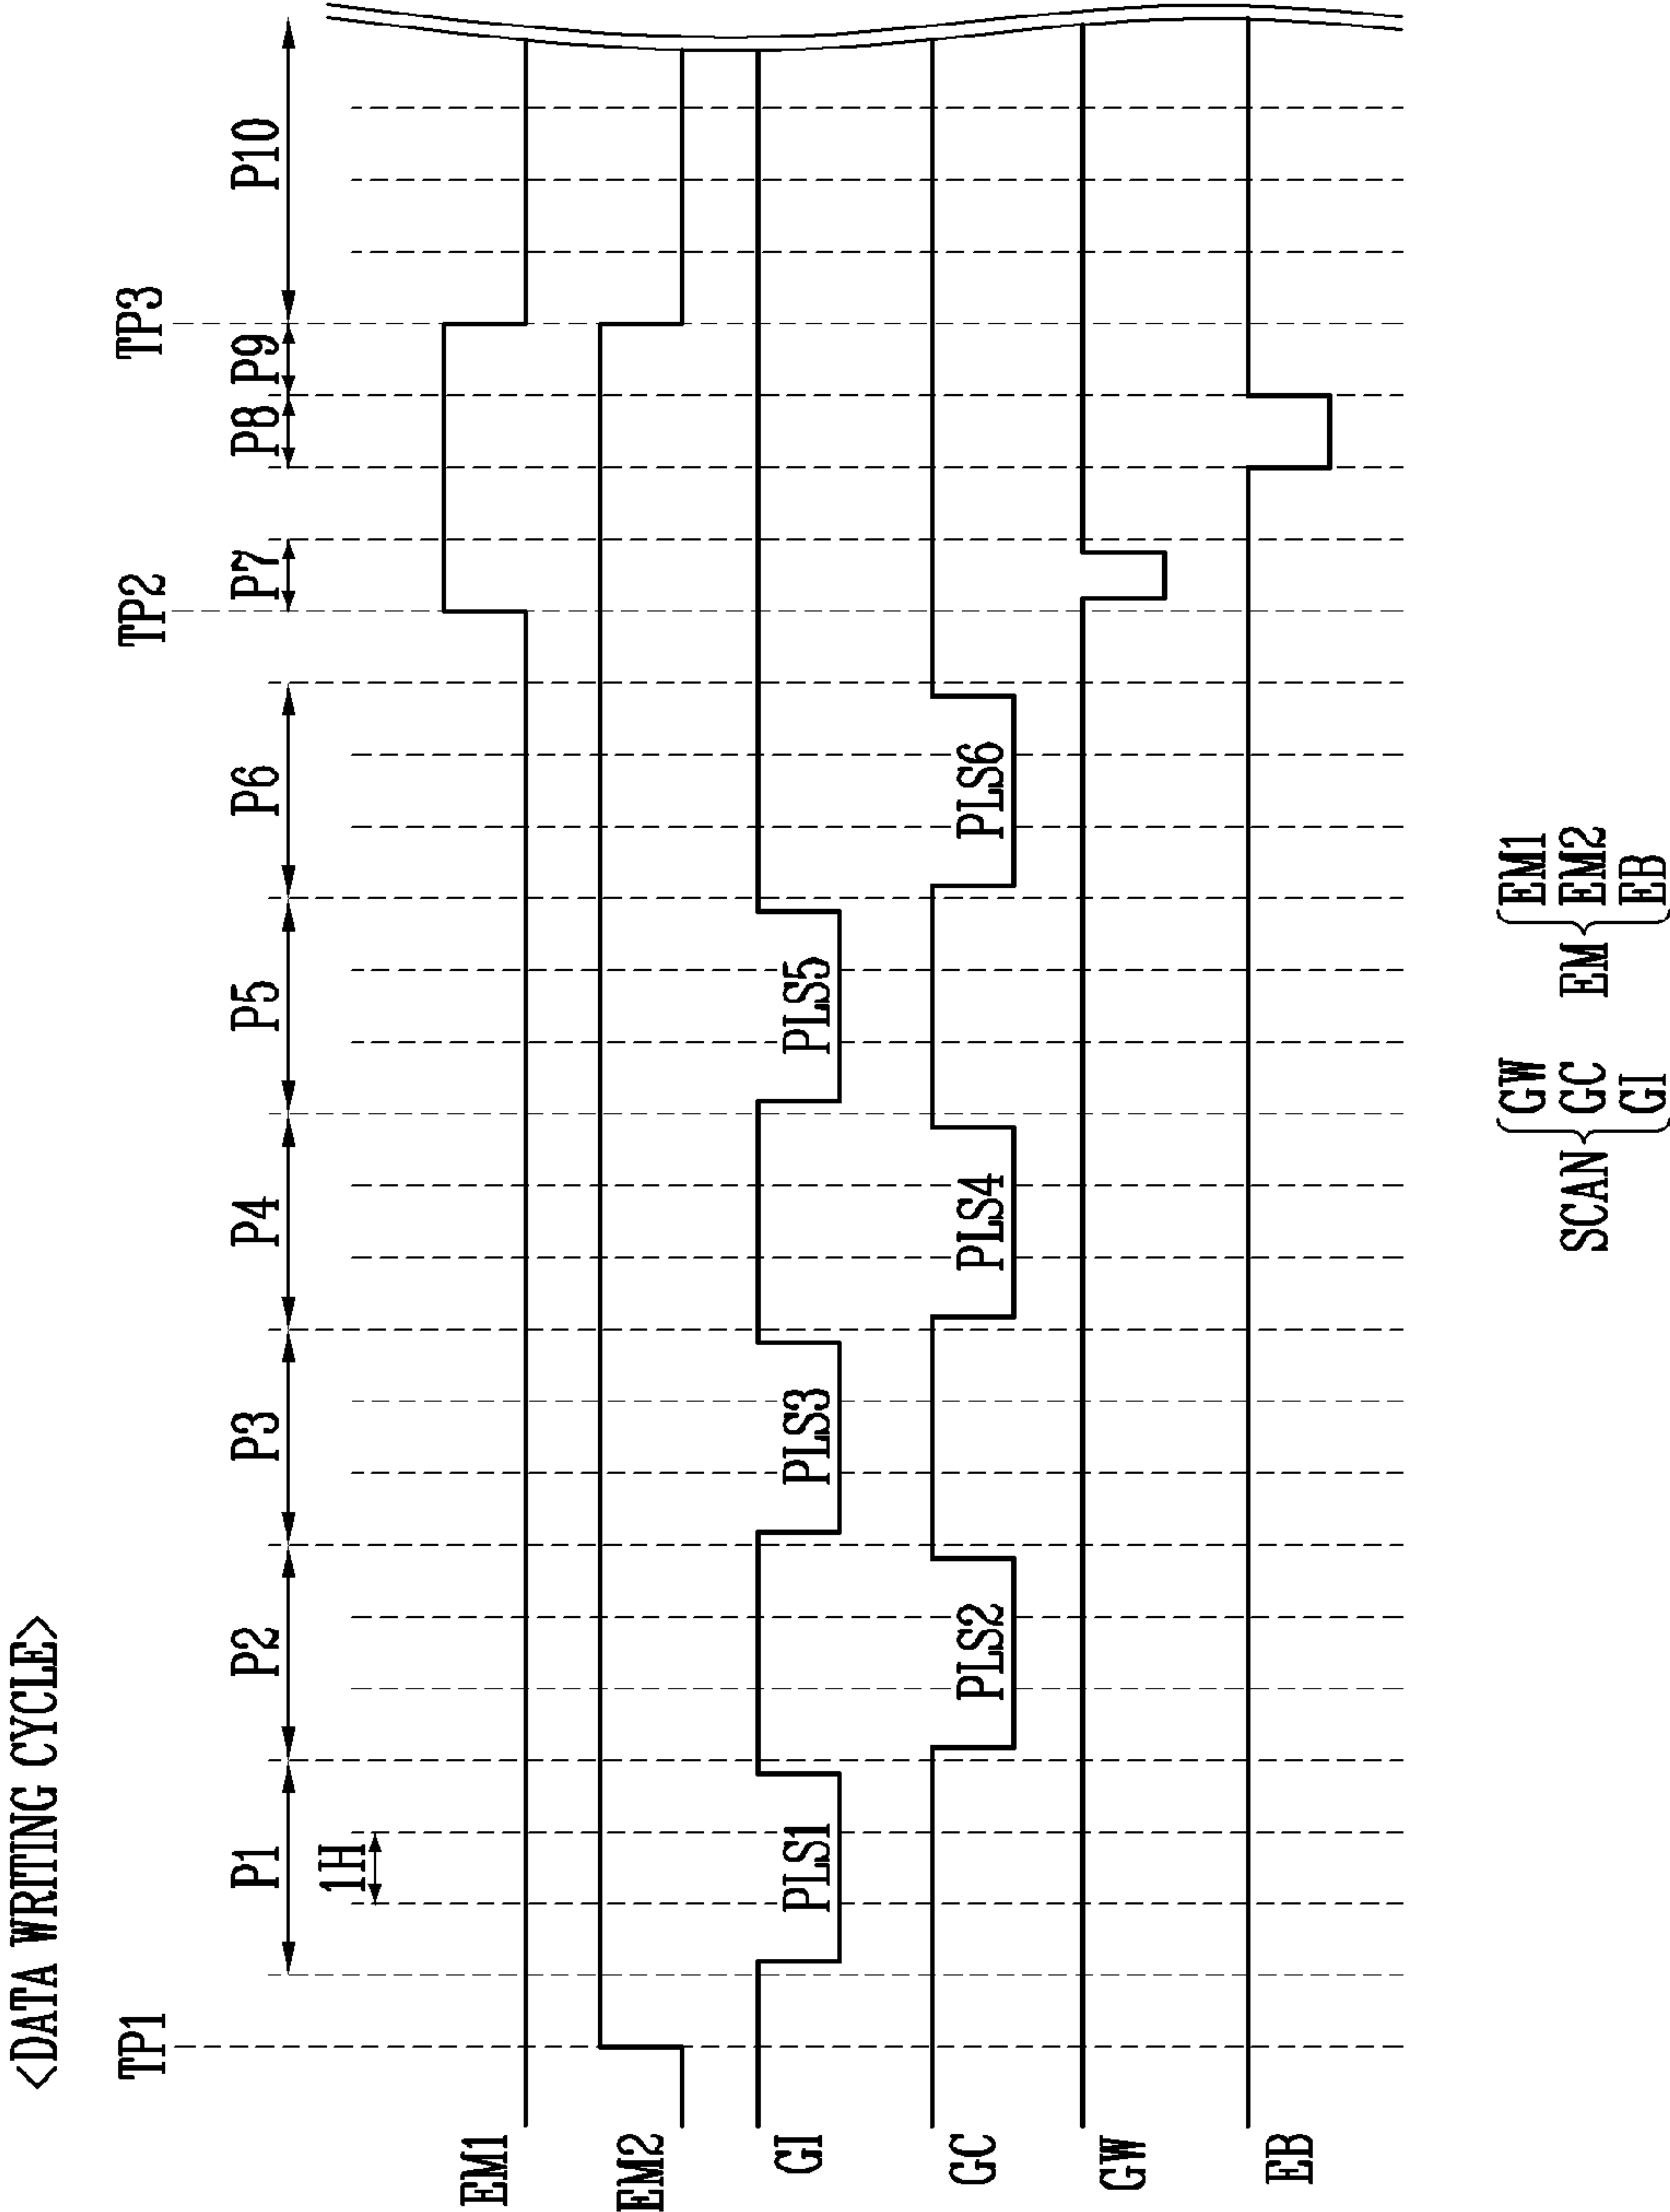 <DATA WRITING CYCLE>
TP1 TP2 TP3
P1 P2 P3 P4 P5 P6 P7 P8 P9 P10
1H
EM1
EM2
GI PLS1 PLS3 PLS5
GC PLS2 PLS4 PLS6
GW
EB
SCAN { GW GC GI
EM { EM1 EM2 EB